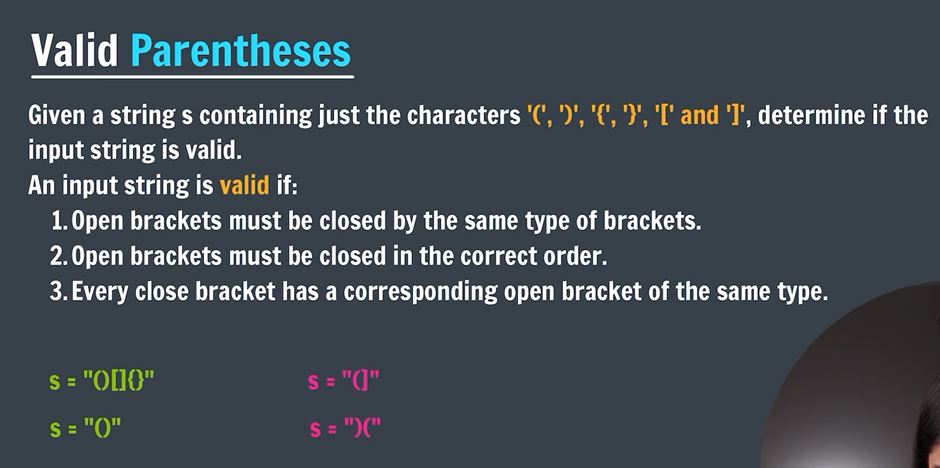 Valid Parentheses
Given a string s containing just the characters '(', ')', '{', '}', '[' and ']', determine if the
input string is valid.
An input string is valid if:
1. Open brackets must be closed by the same type of brackets.
2. Open brackets must be closed in the correct order.
3. Every close bracket has a corresponding open bracket of the same type.
s = "()[]{}" s = "(]"
s = "()" s = ")("